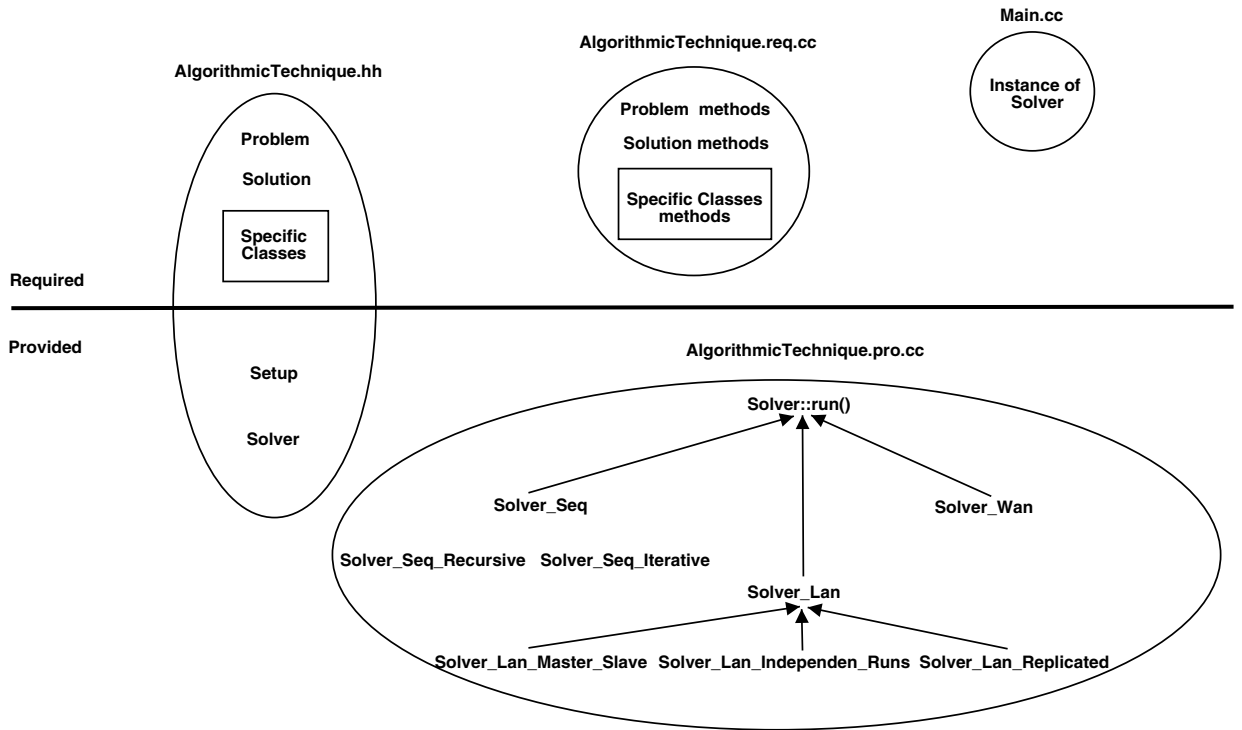 Main.cc
AlgorithmicTechnique.req.cc
AlgorithmicTechnique.hh
Instance of
Solver
Problem methods
Solution methods
Specific Classes
methods
Problem
Solution
Specific
Classes
Required
Provided
Setup
Solver
AlgorithmicTechnique.pro.cc
Solver::run()
Solver_Seq
Solver_Wan
Solver_Seq_Recursive Solver_Seq_Iterative
Solver_Lan
Solver_Lan_Master_Slave Solver_Lan_Independen_Runs Solver_Lan_Replicated